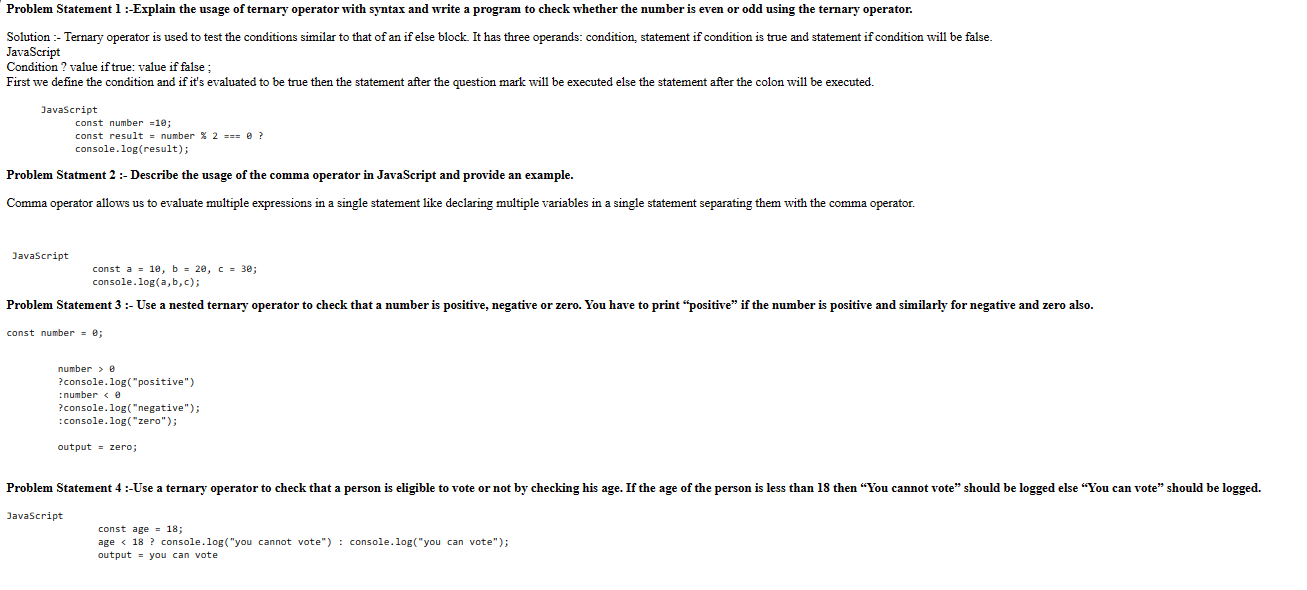 Problem Statement 1 :-Explain the usage of ternary operator with syntax and write a program to check whether the number is even or odd using the ternary operator.
Solution :- Ternary operator is used to test the conditions similar to that of an if else block. It has three operands: condition, statement if condition is true and statement if condition will be false.
JavaScript
Condition ? value if true: value if false ;
First we define the condition and if it's evaluated to be true then the statement after the question mark will be executed else the statement after the colon will be executed.
JavaScript
const number =10;
const result = number % 2 === 0 ?
console.log(result);
Problem Statment 2 :- Describe the usage of the comma operator in JavaScript and provide an example.
Comma operator allows us to evaluate multiple expressions in a single statement like declaring multiple variables in a single statement separating them with the comma operator.
JavaScript
const a = 10, b = 20, c = 30;
console.log(a,b,c);
Problem Statement 3 :- Use a nested ternary operator to check that a number is positive, negative or zero. You have to print “positive” if the number is positive and similarly for negative and zero also.
const number = 0;
number > 0
?console.log("positive")
:number < 0
?console.log("negative");
:console.log("zero");
output = zero;
Problem Statement 4 :-Use a ternary operator to check that a person is eligible to vote or not by checking his age. If the age of the person is less than 18 then “You cannot vote” should be logged else “You can vote” should be logged.
JavaScript
const age = 18;
age < 18 ? console.log("you cannot vote") : console.log("you can vote");
output = you can vote